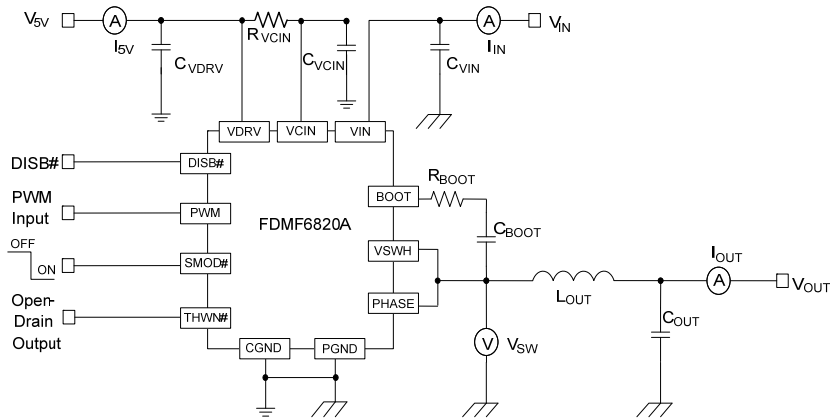 V5V
A
I5V
RVCIN
CVDRV
CVCIN
CVIN
A
IIN
VIN
VDRV
VCIN
VIN
DISB#
DISB#
PWM
Input
PWM
OFF
ON
SMOD#
Open-
Drain
Output
THWN#
FDMF6820A
BOOT
RBOOT
CBOOT
VSWH
PHASE
CGND
PGND
V
VSW
LOUT
COUT
IOUT
A
VOUT